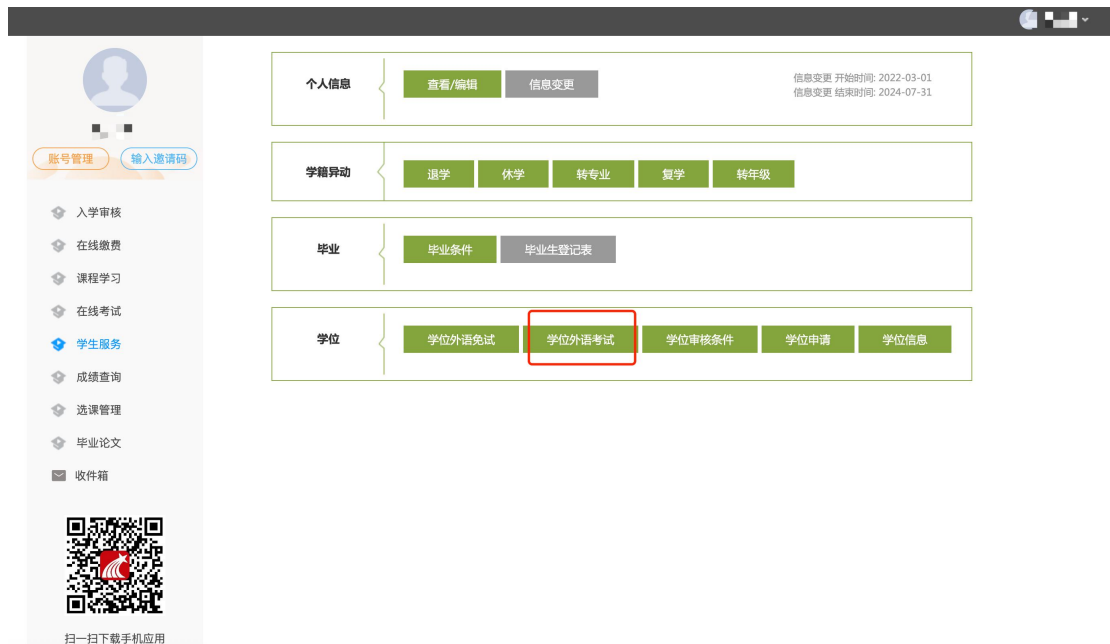 账号管理 输入邀请码
入学审核
在线缴费
课程学习
在线考试
学生服务
成绩查询
选课管理
毕业论文
收件箱
扫一扫下载手机应用
个人信息 查看/编辑 信息变更
信息变更 开始时间: 2022-03-01
信息变更 结束时间: 2024-07-31
学籍异动 退学 休学 转专业 复学 转年级
毕业 毕业条件 毕业生登记表
学位 学位外语免试 学位外语考试 学位审核条件 学位申请 学位信息